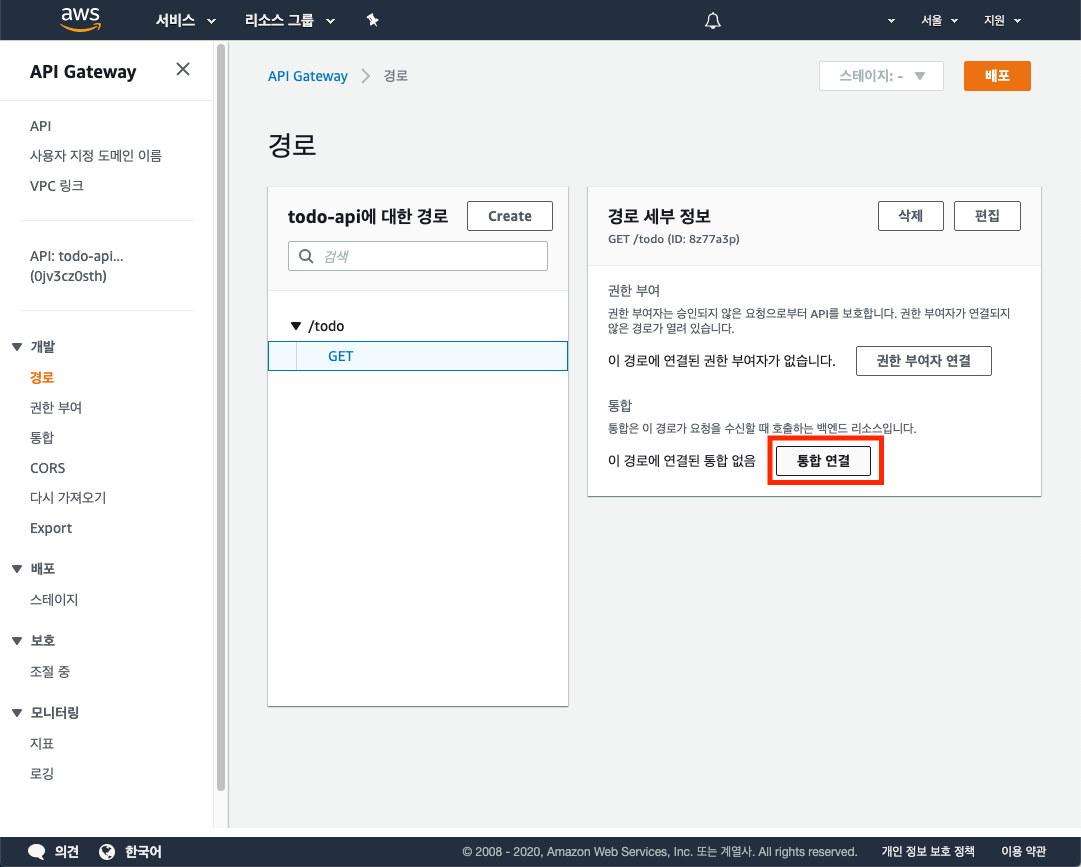 aws 서비스 리소스 그룹 서울 지원
API Gateway
API
사용자 지정 도메인 이름
VPC 링크
API: todo-api...
(0jv3cz0sth)
개발
경로
권한 부여
통합
CORS
다시 가져오기
Export
배포
스테이지
보호
조절 중
모니터링
지표
로깅
API Gateway 경로
스테이지: -
배포
경로
todo-api에 대한 경로
Create
검색
/todo
GET
경로 세부 정보
GET /todo (ID: 8z77a3p)
삭제
편집
권한 부여
권한 부여자는 승인되지 않은 요청으로부터 API를 보호합니다. 권한 부여자가 연결되지
않은 경로가 열려 있습니다.
이 경로에 연결된 권한 부여자가 없습니다.
권한 부여자 연결
통합
통합은 이 경로가 요청을 수신할 때 호출하는 백엔드 리소스입니다.
이 경로에 연결된 통합 없음
통합 연결
의견 한국어 © 2008 - 2020, Amazon Web Services, Inc. 또는 계열사. All rights reserved. 개인 정보 보호 정책 이용 약관